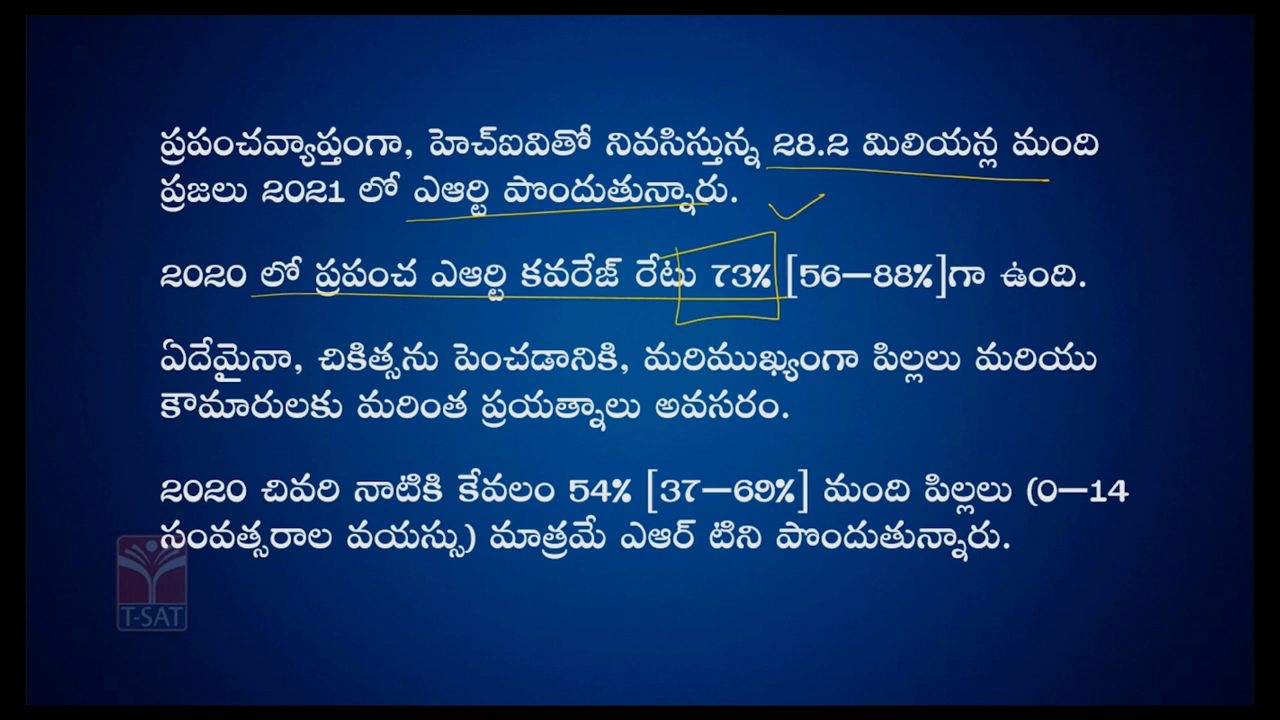 ప్రపంచవ్యాప్తంగా, హెచ్ఐవితో నివసిస్తున్న 28.2 మిలియన్ల మంది
ప్రజలు 2021 లో ఎఆర్టి పొందుతున్నారు.
2020 లో ప్రపంచ ఎఆర్టి కవరేజ్ రేటు 73% [56—88%]గా ఉంది.
ఏదేమైనా, చికిత్సను పెంచడానికి, మరిముఖ్యంగా పిల్లలు మరియు
కౌమారులకు మరింత ప్రయత్నాలు అవసరం.
2020 చివరి నాటికి కేవలం 54% [37—69%] మంది పిల్లలు (0—14
సంవత్సరాల వయస్సు) మాత్రమే ఎఆర్ టిని పొందుతున్నారు.
T-SAT